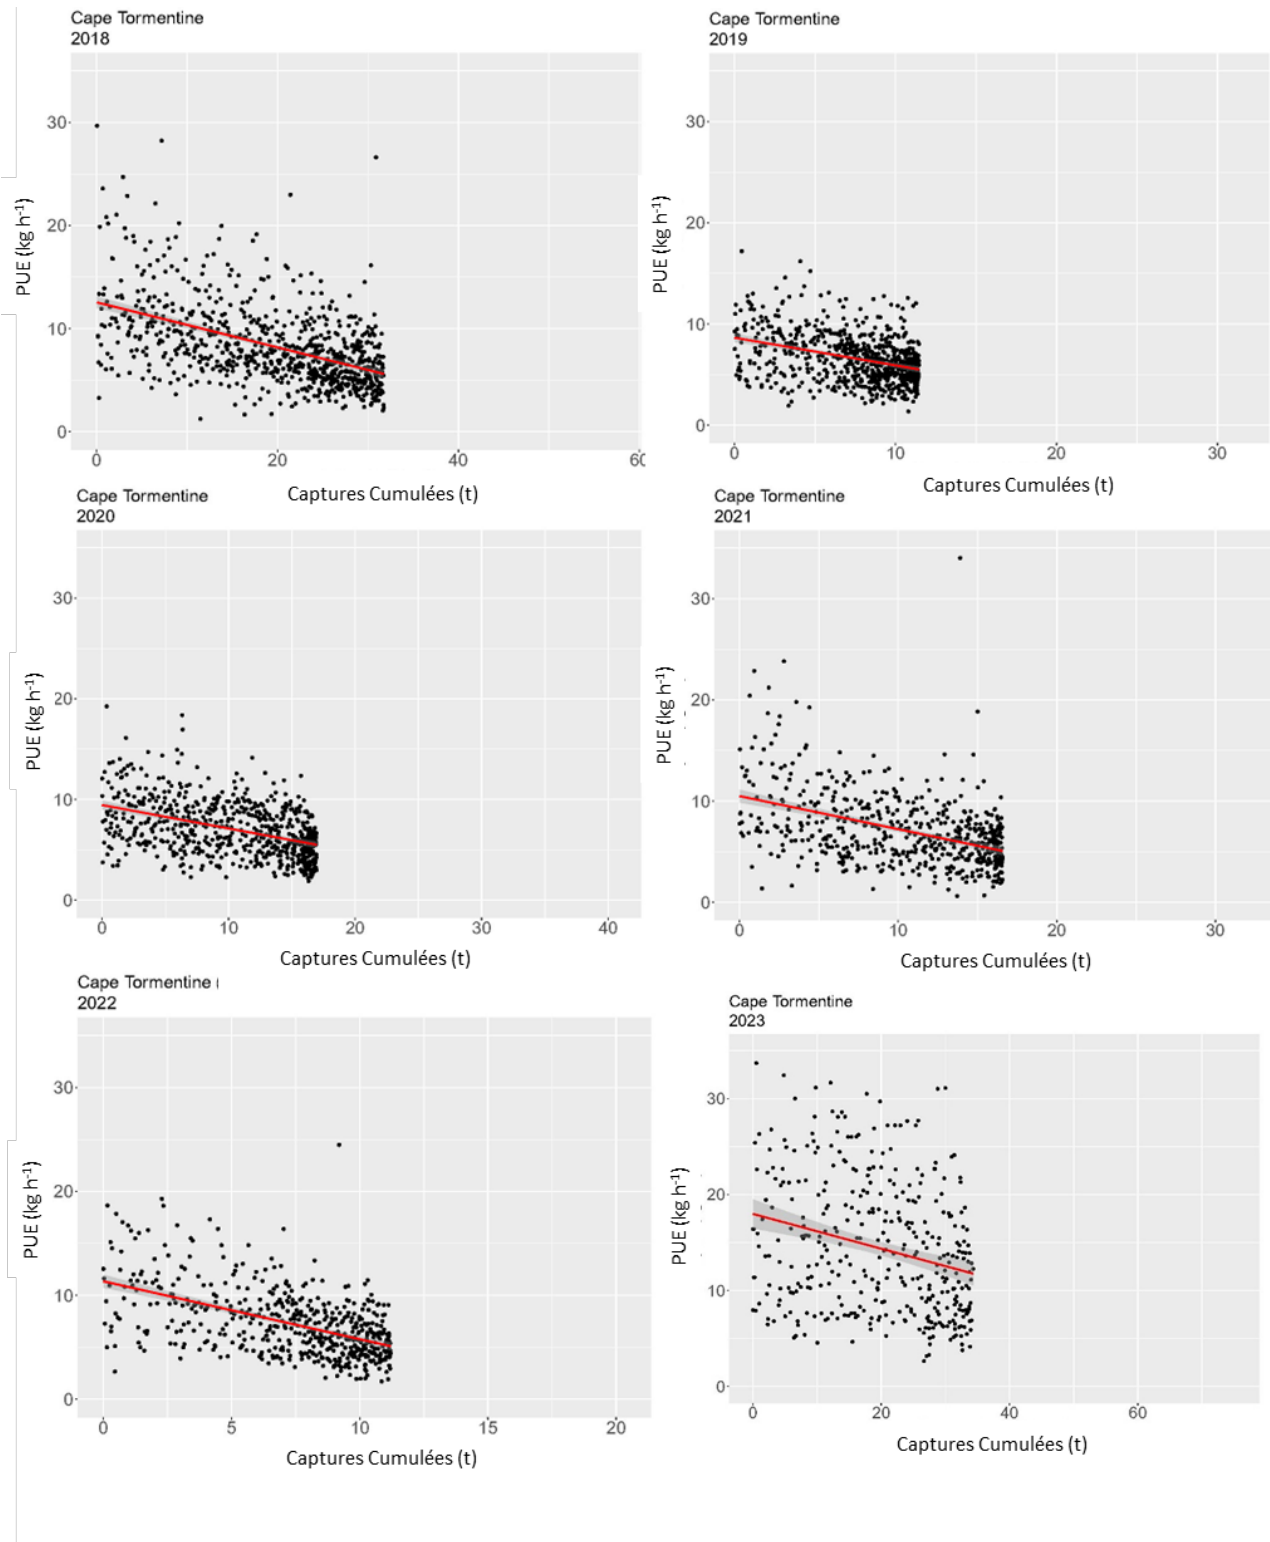 Cape Tormentine
2018
30
20
10
0
PUE (kg h-1)
0 20 40 60
Captures Cumulées (t)
Cape Tormentine
2019
30
20
10
0
PUE (kg h-1)
0 10 20 30
Captures Cumulées (t)
Cape Tormentine
2020
30
20
10
0
PUE (kg h-1)
0 10 20 30 40
Captures Cumulées (t)
Cape Tormentine
2021
30
20
10
0
PUE (kg h-1)
0 10 20 30
Captures Cumulées (t)
Cape Tormentine
2022
30
20
10
0
PUE (kg h-1)
0 5 10 15 20
Captures Cumulées (t)
Cape Tormentine
2023
30
20
10
0
PUE (kg h-1)
0 20 40 60
Captures Cumulées (t)